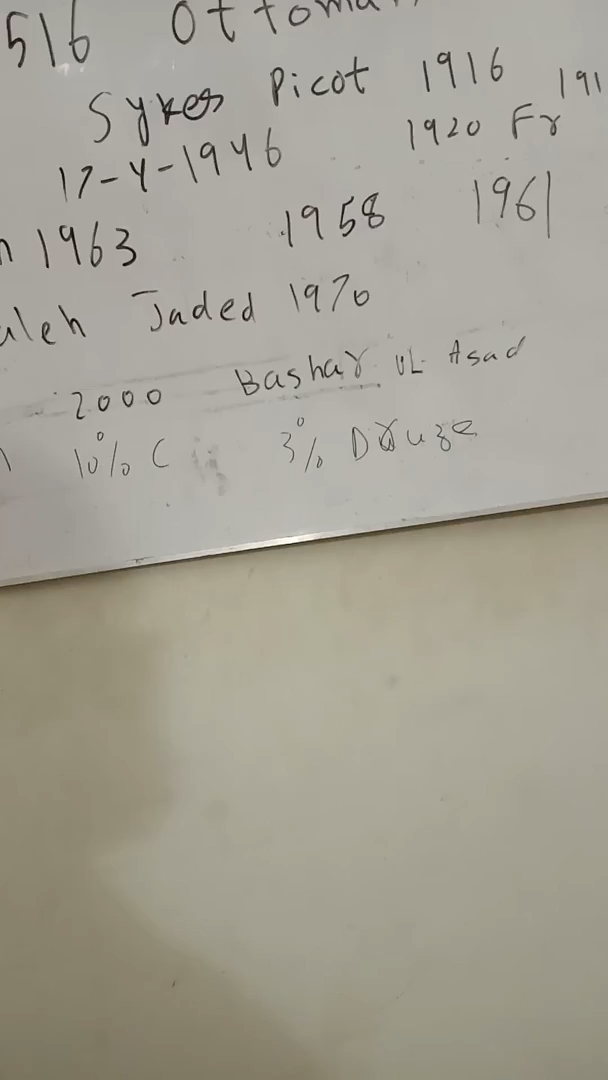 516 Ottoma
Sykes Picot 1916 191
17-4-1946 1920 Fr
1963 1958 1961
aleh Jaded 1970
2000 Bashar UL Asad
10% C 3% Druze